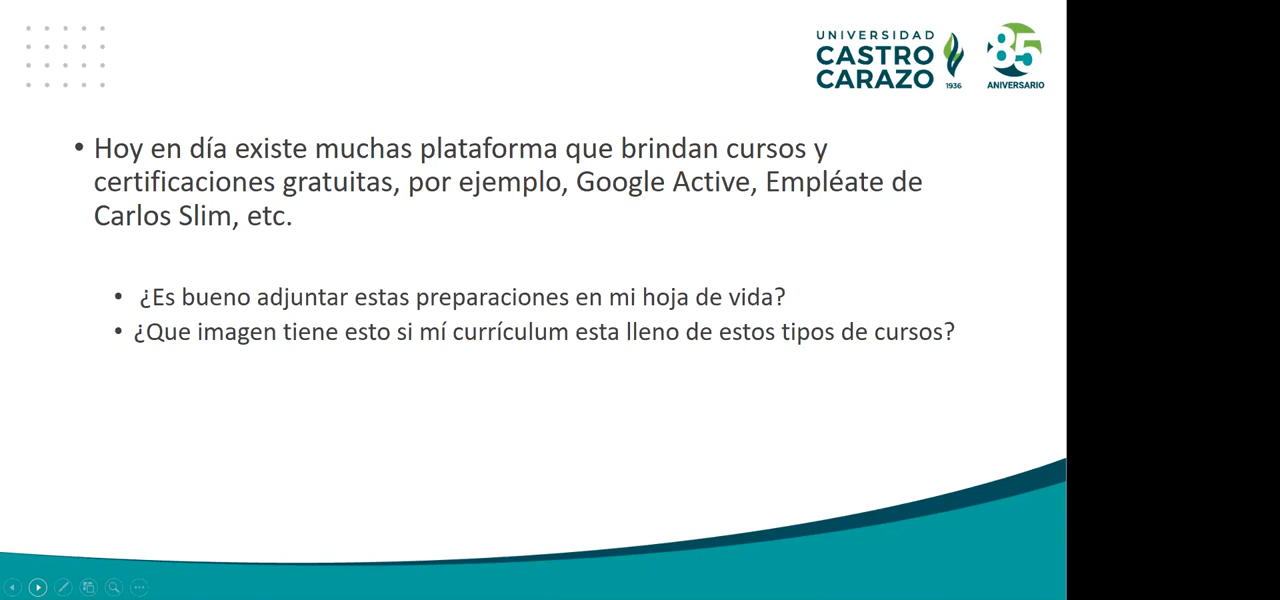 UNIVERSIDAD
CASTRO
CARAZO
1936
85
ANIVERSARIO
• Hoy en día existe muchas plataforma que brindan cursos y
certificaciones gratuitas, por ejemplo, Google Active, Empléate de
Carlos Slim, etc.
• ¿Es bueno adjuntar estas preparaciones en mi hoja de vida?
• ¿Que imagen tiene esto si mí currículum esta lleno de estos tipos de cursos?